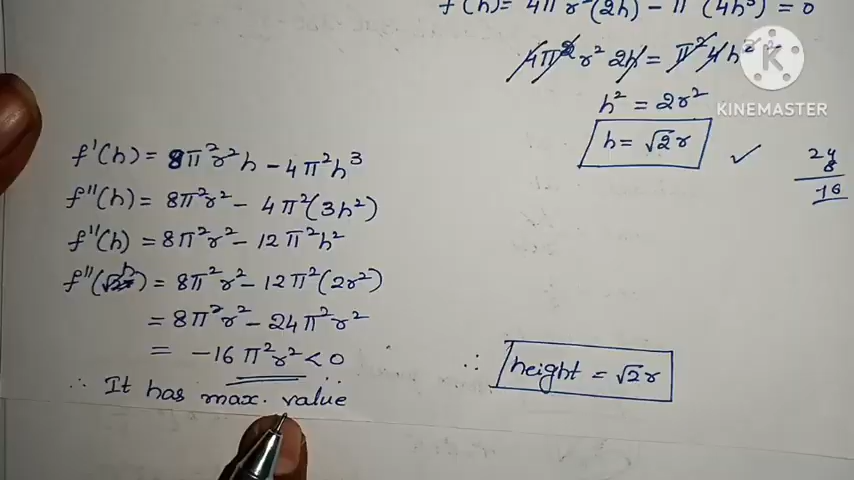 f'(h) = 4π²r²(2h) − π²(4h³) = 0
4π²r² 2h = π² 4h³
h² = 2r²
h = √2 r
K
KINEMASTER
24
8
16
f'(h) = 8π²r²h − 4π²h³
f''(h) = 8π²r² − 4π²(3h²)
f''(h) = 8π²r² − 12π²h²
f''(h) = 8π²r² − 12π²(2r²)
= 8π²r² − 24π²r²
= −16π²r² < 0
∴ It has max. value
∴ height = √2 r